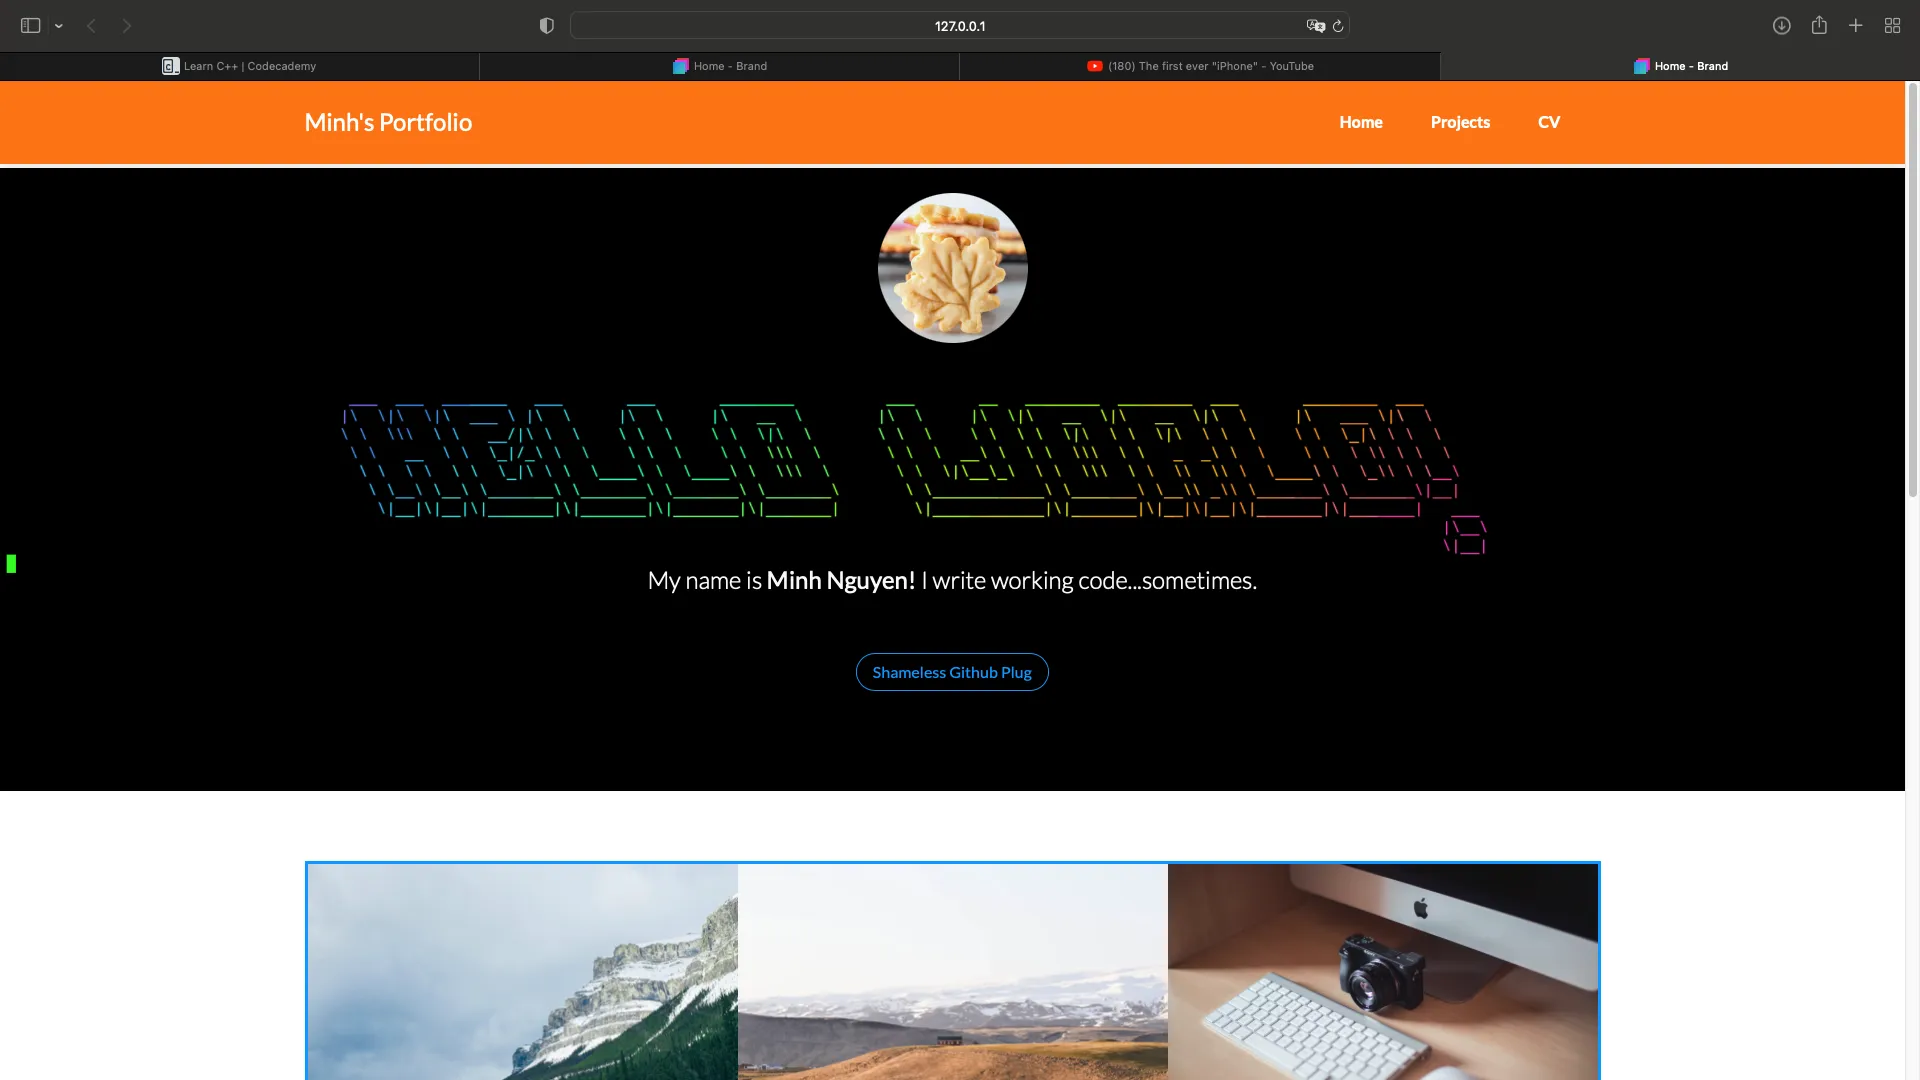 127.0.0.1
Learn C++ | Codecademy
Home - Brand
(180) The first ever "iPhone" - YouTube
Home - Brand
Minh's Portfolio
Home
Projects
CV
HELLO WORLD!
My name is Minh Nguyen! I write working code...sometimes.
Shameless Github Plug